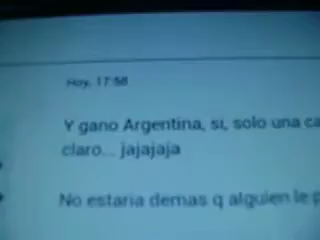 Hoy, 17:58
Y gano Argentina, si, solo una
claro... jajajaja
No estaria demas q alguien le